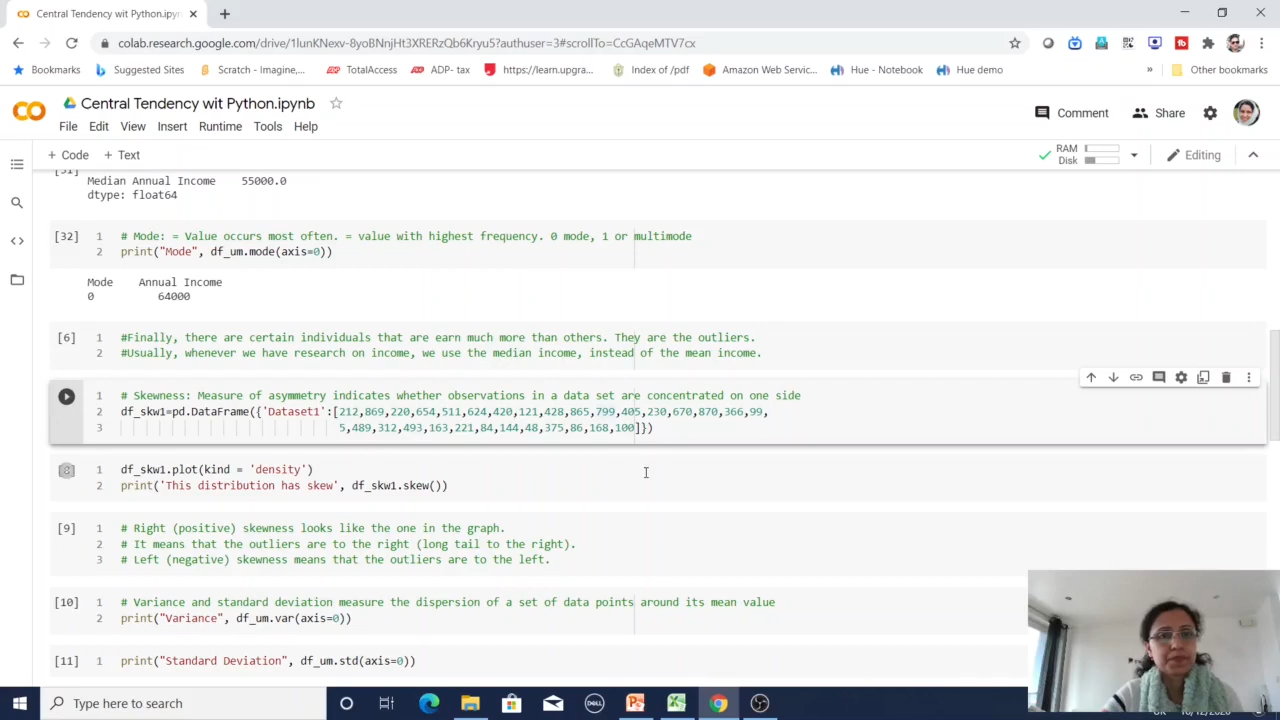 Central Tendency wit Python.ipyn
colab.research.google.com/drive/1lunKNexv-8yoBNnjHt3XRERzQb6Kryu5?authuser=3#scrollTo=CcGAqeMTV7cx
Bookmarks Suggested Sites Scratch - Imagine,... TotalAccess ADP- tax https://learn.upgra... Index of /pdf Amazon Web Servic... Hue - Notebook Hue demo » Other bookmarks
Central Tendency wit Python.ipynb
Comment Share
File Edit View Insert Runtime Tools Help
+ Code + Text
RAM
Disk
Editing
[31]
Median Annual Income 55000.0
dtype: float64
[32] 1 # Mode: = Value occurs most often. = value with highest frequency. 0 mode, 1 or multimode
2 print("Mode", df_um.mode(axis=0))
Mode Annual Income
0 64000
[6] 1 #Finally, there are certain individuals that are earn much more than others. They are the outliers.
2 #Usually, whenever we have research on income, we use the median income, instead of the mean income.
1 # Skewness: Measure of asymmetry indicates whether observations in a data set are concentrated on one side
2 df_skw1=pd.DataFrame({'Dataset1':[212,869,220,654,511,624,420,121,428,865,799,405,230,670,870,366,99,
3 5,489,312,493,163,221,84,144,48,375,86,168,100]})
[8] 1 df_skw1.plot(kind = 'density')
2 print('This distribution has skew', df_skw1.skew())
[9] 1 # Right (positive) skewness looks like the one in the graph.
2 # It means that the outliers are to the right (long tail to the right).
3 # Left (negative) skewness means that the outliers are to the left.
[10] 1 # Variance and standard deviation measure the dispersion of a set of data points around its mean value
2 print("Variance", df_um.var(axis=0))
[11] 1 print("Standard Deviation", df_um.std(axis=0))
Type here to search